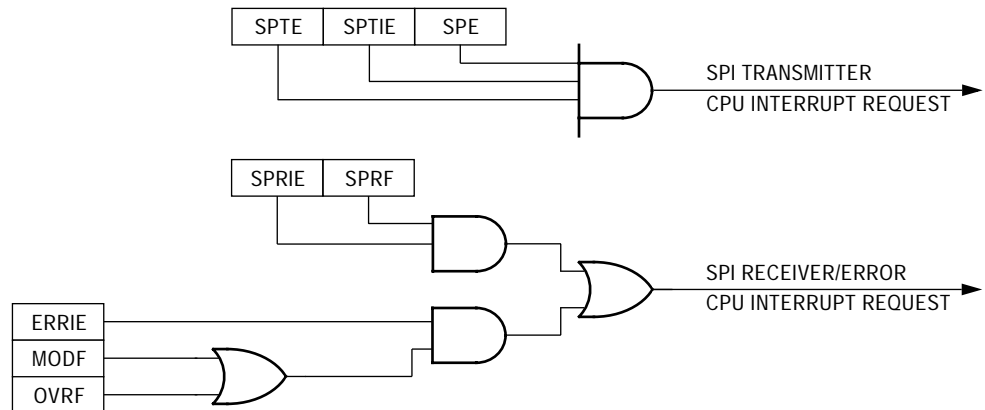 SPTE SPTIE SPE
SPI TRANSMITTER
CPU INTERRUPT REQUEST
SPRIE SPRF
SPI RECEIVER/ERROR
CPU INTERRUPT REQUEST
ERRIE
MODF
OVRF